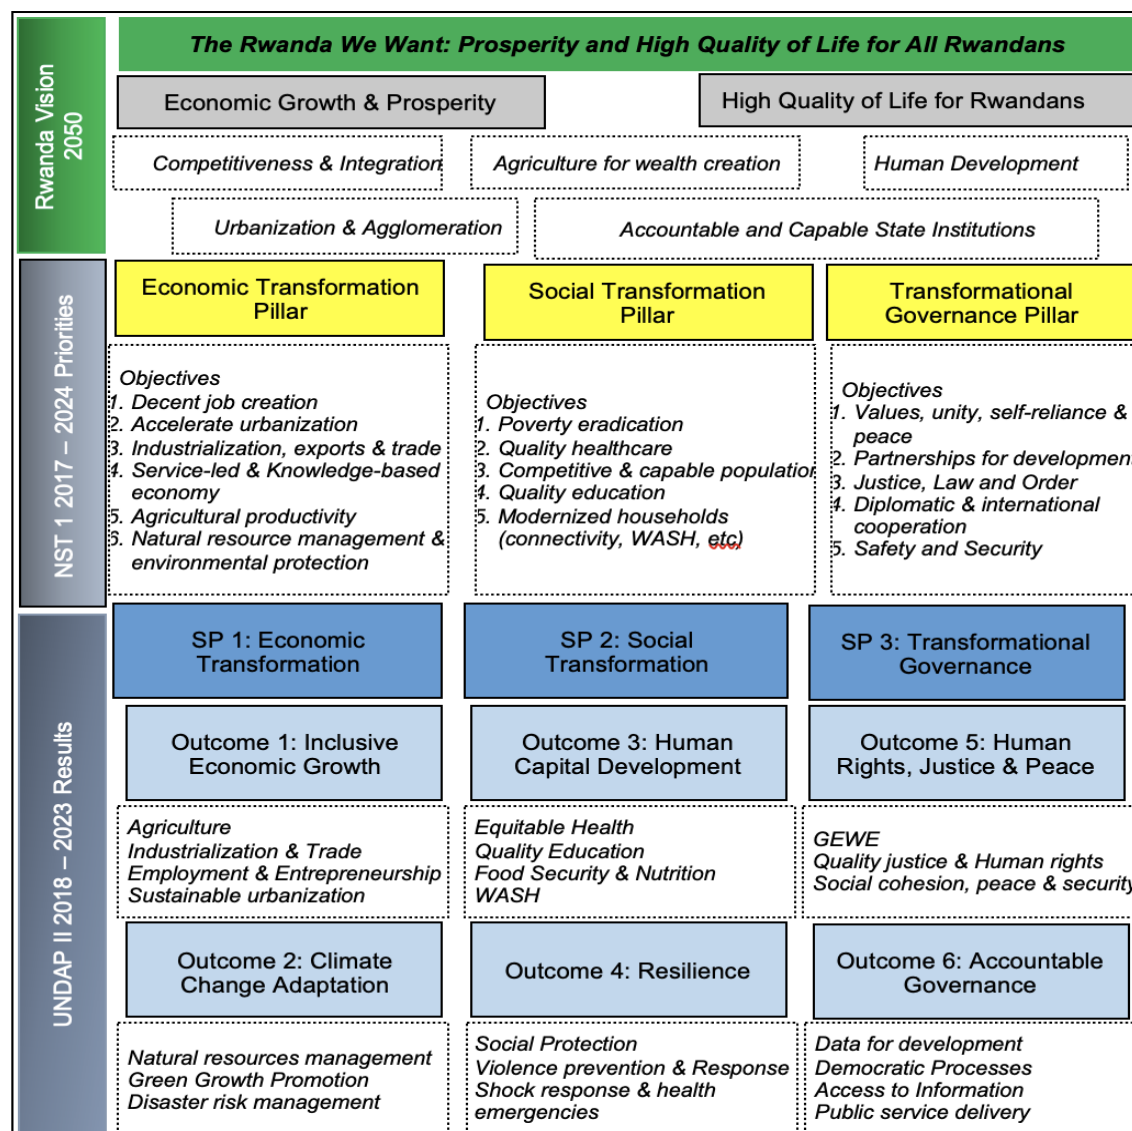 The Rwanda We Want: Prosperity and High Quality of Life for All Rwandans
Rwanda Vision
2050
Economic Growth & Prosperity
High Quality of Life for Rwandans
Competitiveness & Integration
Agriculture for wealth creation
Human Development
Urbanization & Agglomeration
Accountable and Capable State Institutions
NST 1 2017 – 2024 Priorities
Economic Transformation
Pillar
Social Transformation
Pillar
Transformational
Governance Pillar
Objectives
1. Decent job creation
2. Accelerate urbanization
3. Industrialization, exports & trade
4. Service-led & Knowledge-based
economy
5. Agricultural productivity
6. Natural resource management &
environmental protection
Objectives
1. Poverty eradication
2. Quality healthcare
3. Competitive & capable population
4. Quality education
5. Modernized households
(connectivity, WASH, etc)
Objectives
1. Values, unity, self-reliance &
peace
2. Partnerships for development
3. Justice, Law and Order
4. Diplomatic & international
cooperation
5. Safety and Security
UNDAP II 2018 – 2023 Results
SP 1: Economic
Transformation
SP 2: Social
Transformation
SP 3: Transformational
Governance
Outcome 1: Inclusive
Economic Growth
Outcome 3: Human
Capital Development
Outcome 5: Human
Rights, Justice & Peace
Agriculture
Industrialization & Trade
Employment & Entrepreneurship
Sustainable urbanization
Equitable Health
Quality Education
Food Security & Nutrition
WASH
GEWE
Quality justice & Human rights
Social cohesion, peace & security
Outcome 2: Climate
Change Adaptation
Outcome 4: Resilience
Outcome 6: Accountable
Governance
Natural resources management
Green Growth Promotion
Disaster risk management
Social Protection
Violence prevention & Response
Shock response & health
emergencies
Data for development
Democratic Processes
Access to Information
Public service delivery